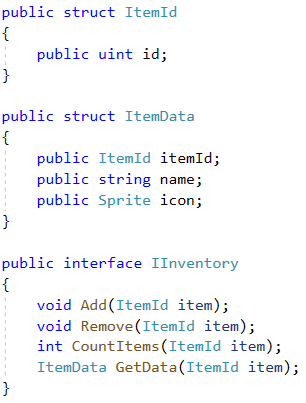 public struct ItemId
{
    public uint id;
}

public struct ItemData
{
    public ItemId itemId;
    public string name;
    public Sprite icon;
}

public interface IInventory
{
    void Add(ItemId item);
    void Remove(ItemId item);
    int CountItems(ItemId item);
    ItemData GetData(ItemId item);
}